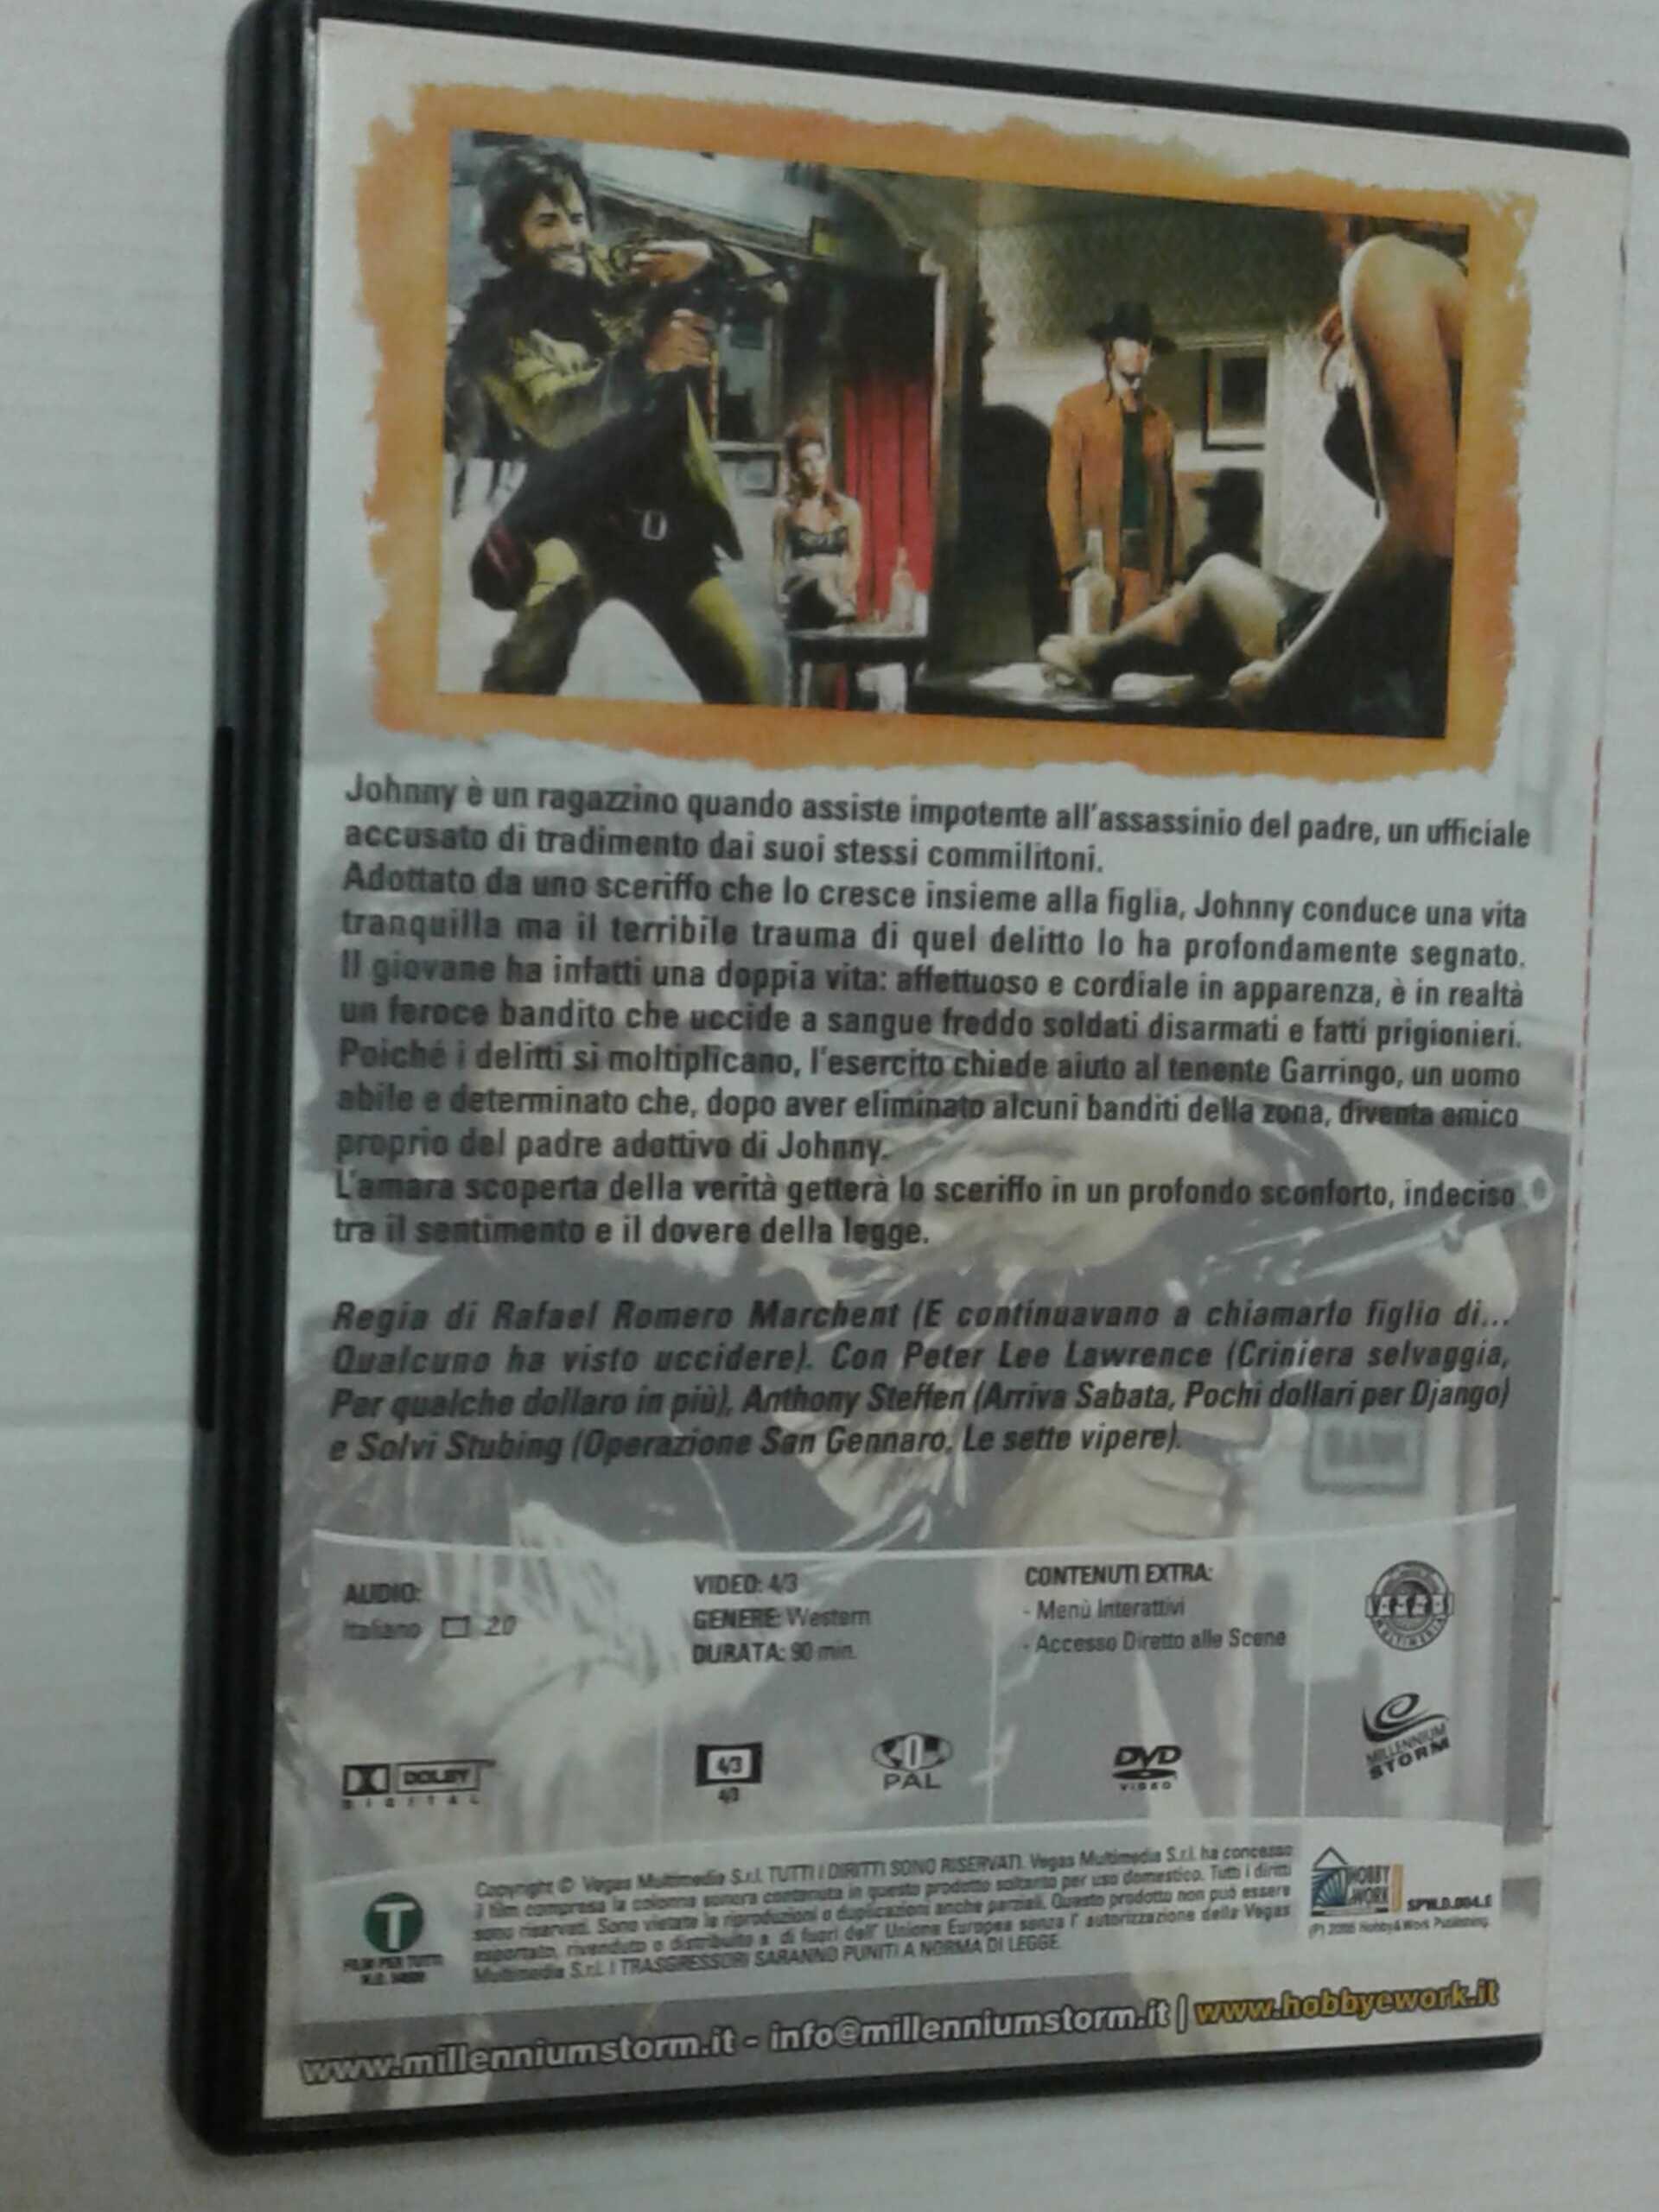 Johnny è un ragazzino quando assiste impotente all'assassinio del padre, un ufficiale
accusato di tradimento dai suoi stessi commilitoni.
Adottato da uno sceriffo che lo cresce insieme alla figlia, Johnny conduce una vita
tranquilla ma il terribile trauma di quel delitto lo ha profondamente segnato.
Il giovane ha infatti una doppia vita: affettuoso e cordiale in apparenza, è in realtà
un feroce bandito che uccide a sangue freddo soldati disarmati e fatti prigionieri.
Poiché i delitti si moltiplicano, l'esercito chiede aiuto al tenente Garringo, un uomo
abile e determinato che, dopo aver eliminato alcuni banditi della zona, diventa amico
proprio del padre adottivo di Johnny.
L'amara scoperta della verità getterà lo sceriffo in un profondo sconforto, indeciso
tra il sentimento e il dovere della legge.
Regia di Rafael Romero Marchent (E continuavano a chiamarlo figlio di...
Qualcuno ha visto uccidere). Con Peter Lee Lawrence (Criniera selvaggia,
Per qualche dollaro in più), Anthony Steffen (Arriva Sabata, Pochi dollari per Django)
e Solvi Stubing (Operazione San Gennaro, Le sette vipere).
AUDIO:
Italiano 2.0
VIDEO: 4/3
GENERE: Western
DURATA: 90 min.
CONTENUTI EXTRA:
- Menù Interattivi
- Accesso Diretto alle Scene
BANK
VEGAS
MULTIMEDIA
MILLENNIUM
STORM
DOLBY
DIGITAL
4/3
4/3
0
PAL
DVD
VIDEO
T
FILM PER TUTTI
Copyright © Vegas Multimedia S.r.l. TUTTI I DIRITTI SONO RISERVATI. Vegas Multimedia S.r.l. ha concesso
il film compresa la colonna sonora contenuta in questo prodotto soltanto per uso domestico. Tutti i diritti
sono riservati. Sono vietate le riproduzioni o duplicazioni anche parziali. Questo prodotto non può essere
esportato, rivenduto o distribuito a di fuori dell' Unione Europea senza l' autorizzazione della Vegas
Multimedia S.r.l. I TRASGRESSORI SARANNO PUNITI A NORMA DI LEGGE.
HOBBY
WORK
(P) 2006 Hobby & Work Publishing
www.millenniumstorm.it - info@millenniumstorm.it | www.hobbyework.it